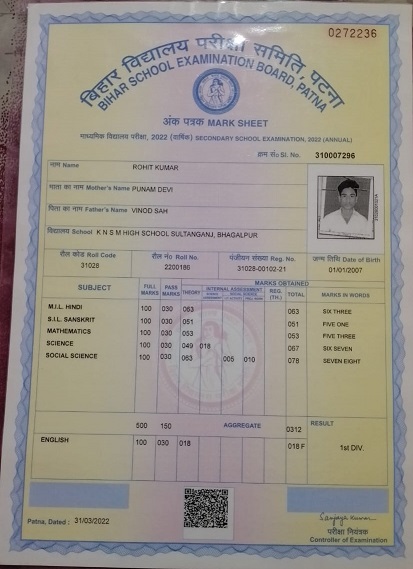 0272236
बिहार विद्यालय परीक्षा समिति, पटना
BIHAR SCHOOL EXAMINATION BOARD, PATNA
अंक पत्रक MARK SHEET
माध्यमिक विद्यालय परीक्षा, 2022 (वार्षिक) SECONDARY SCHOOL EXAMINATION, 2022 (ANNUAL)
क्रम सं० Sl. No. 310007296
नाम Name ROHIT KUMAR
माता का नाम Mother's Name PUNAM DEVI
पिता का नाम Father's Name VINOD SAH
विद्यालय School K N S M HIGH SCHOOL SULTANGANJ, BHAGALPUR
रौल कोड Roll Code रौल नं० Roll No. पंजीयन संख्या Reg. No. जन्म तिथि Date of Birth
31028 2200186 31028-00102-21 01/01/2007
MARKS OBTAINED
SUBJECT FULL MARKS PASS MARKS THEORY INTERNAL ASSESSMENT REG. (TH.) TOTAL MARKS IN WORDS
M.I.L. HINDI 100 030 063 063 SIX THREE
S.I.L. SANSKRIT 100 030 051 051 FIVE ONE
MATHEMATICS 100 030 053 053 FIVE THREE
SCIENCE 100 030 049 018 067 SIX SEVEN
SOCIAL SCIENCE 100 030 063 005 010 078 SEVEN EIGHT
500 150 AGGREGATE 0312 RESULT
ENGLISH 100 030 018 018 F 1st DIV.
Patna, Dated : 31/03/2022
Sanjay Kumar
परीक्षा नियंत्रक
Controller of Examination